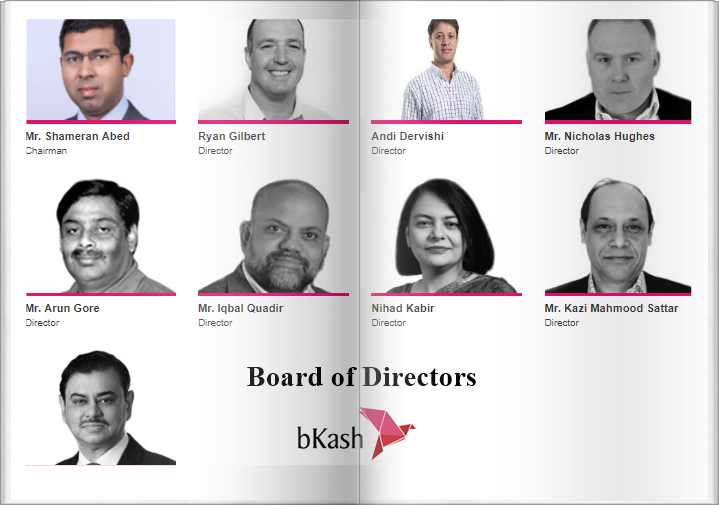 Mr. Shameran Abed
Chairman
Ryan Gilbert
Director
Andi Dervishi
Director
Mr. Nicholas Hughes
Director
Mr. Arun Gore
Director
Mr. Iqbal Quadir
Director
Nihad Kabir
Director
Mr. Kazi Mahmood Sattar
Director
Board of Directors
bKash